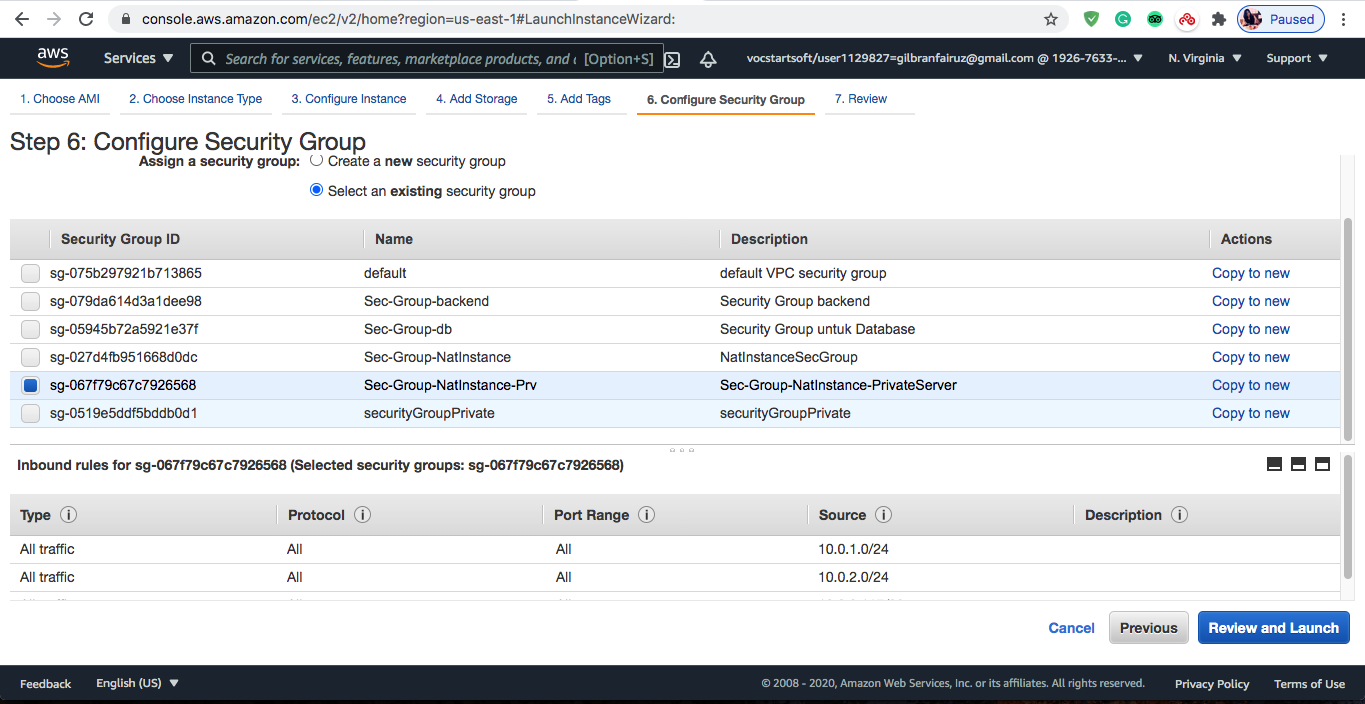 console.aws.amazon.com/ec2/v2/home?region=us-east-1#LaunchInstanceWizard:
Paused
aws
Services
Search for services, features, marketplace products, and
[Option+S]
vocstartsoft/user1129827=gilbranfairuz@gmail.com @ 1926-7633-...
N. Virginia
Support
1. Choose AMI
2. Choose Instance Type
3. Configure Instance
4. Add Storage
5. Add Tags
6. Configure Security Group
7. Review
Step 6: Configure Security Group
Assign a security group: Create a new security group
Select an existing security group
Security Group ID Name Description Actions
sg-075b297921b713865 default default VPC security group Copy to new
sg-079da614d3a1dee98 Sec-Group-backend Security Group backend Copy to new
sg-05945b72a5921e37f Sec-Group-db Security Group untuk Database Copy to new
sg-027d4fb951668d0dc Sec-Group-NatInstance NatInstanceSecGroup Copy to new
sg-067f79c67c7926568 Sec-Group-NatInstance-Prv Sec-Group-NatInstance-PrivateServer Copy to new
sg-0519e5ddf5bddb0d1 securityGroupPrivate securityGroupPrivate Copy to new
Inbound rules for sg-067f79c67c7926568 (Selected security groups: sg-067f79c67c7926568)
Type Protocol Port Range Source Description
All traffic All All 10.0.1.0/24
All traffic All All 10.0.2.0/24
Cancel Previous Review and Launch
Feedback English (US) © 2008 - 2020, Amazon Web Services, Inc. or its affiliates. All rights reserved. Privacy Policy Terms of Use